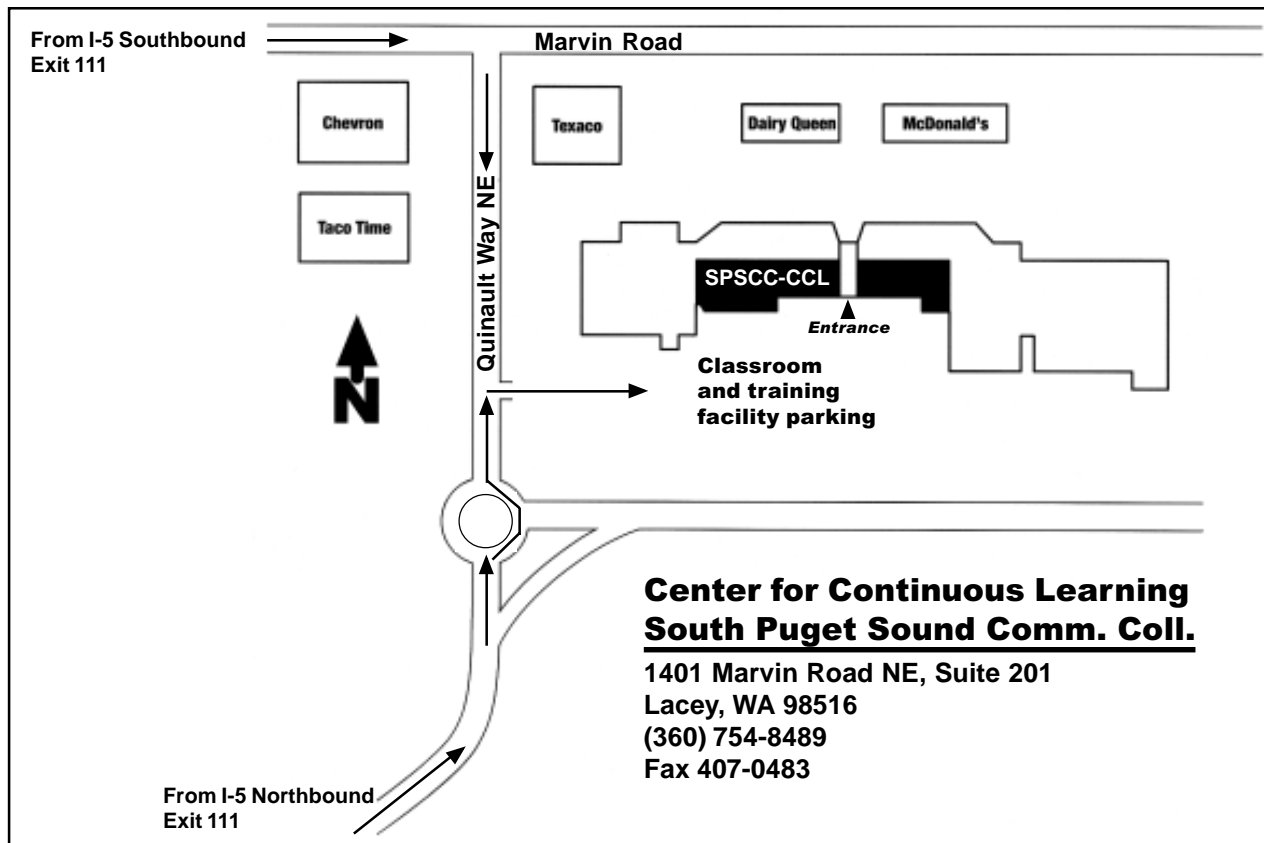 From I-5 Southbound
Exit 111
Marvin Road
Chevron
Texaco
Dairy Queen
McDonald's
Taco Time
Quinault Way NE
SPSCC-CCL
Entrance
N
Classroom
and training
facility parking
Center for Continuous Learning
South Puget Sound Comm. Coll.
1401 Marvin Road NE, Suite 201
Lacey, WA 98516
(360) 754-8489
Fax 407-0483
From I-5 Northbound
Exit 111